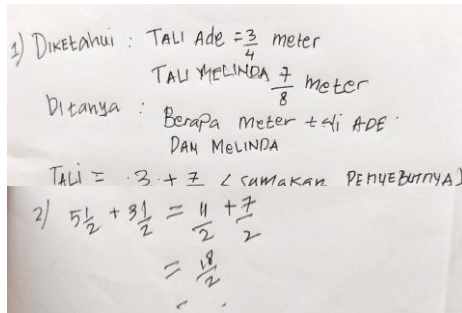 1) DIKETAHUI : TALI Ade = 3/4 meter
TALI MELINDA 7/8 meter
Ditanya : Berapa meter tali ADE
DAN MELINDA
TALI = 3 + 7 (samakan PENYEBUTNYA)
2) 5 1/2 + 3 1/2 = 11/2 + 7/2
= 18/2